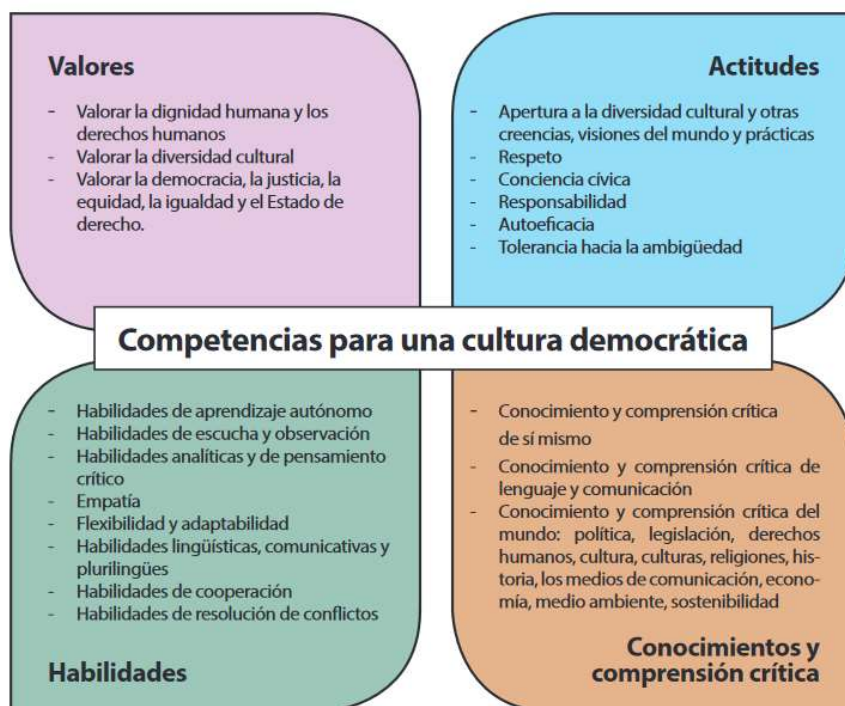 Valores
- Valorar la dignidad humana y los
derechos humanos
- Valorar la diversidad cultural
- Valorar la democracia, la justicia, la
equidad, la igualdad y el Estado de
derecho.
Actitudes
- Apertura a la diversidad cultural y otras
creencias, visiones del mundo y prácticas
- Respeto
- Conciencia cívica
- Responsabilidad
- Autoeficacia
- Tolerancia hacia la ambigüedad
Competencias para una cultura democrática
- Habilidades de aprendizaje autónomo
- Habilidades de escucha y observación
- Habilidades analíticas y de pensamiento
crítico
- Empatía
- Flexibilidad y adaptabilidad
- Habilidades lingüísticas, comunicativas y
plurilingües
- Habilidades de cooperación
- Habilidades de resolución de conflictos
Habilidades
- Conocimiento y comprensión crítica
de sí mismo
- Conocimiento y comprensión crítica de
lenguaje y comunicación
- Conocimiento y comprensión crítica del
mundo: política, legislación, derechos
humanos, cultura, culturas, religiones, his-
toria, los medios de comunicación, econo-
mía, medio ambiente, sostenibilidad
Conocimientos y
comprensión crítica